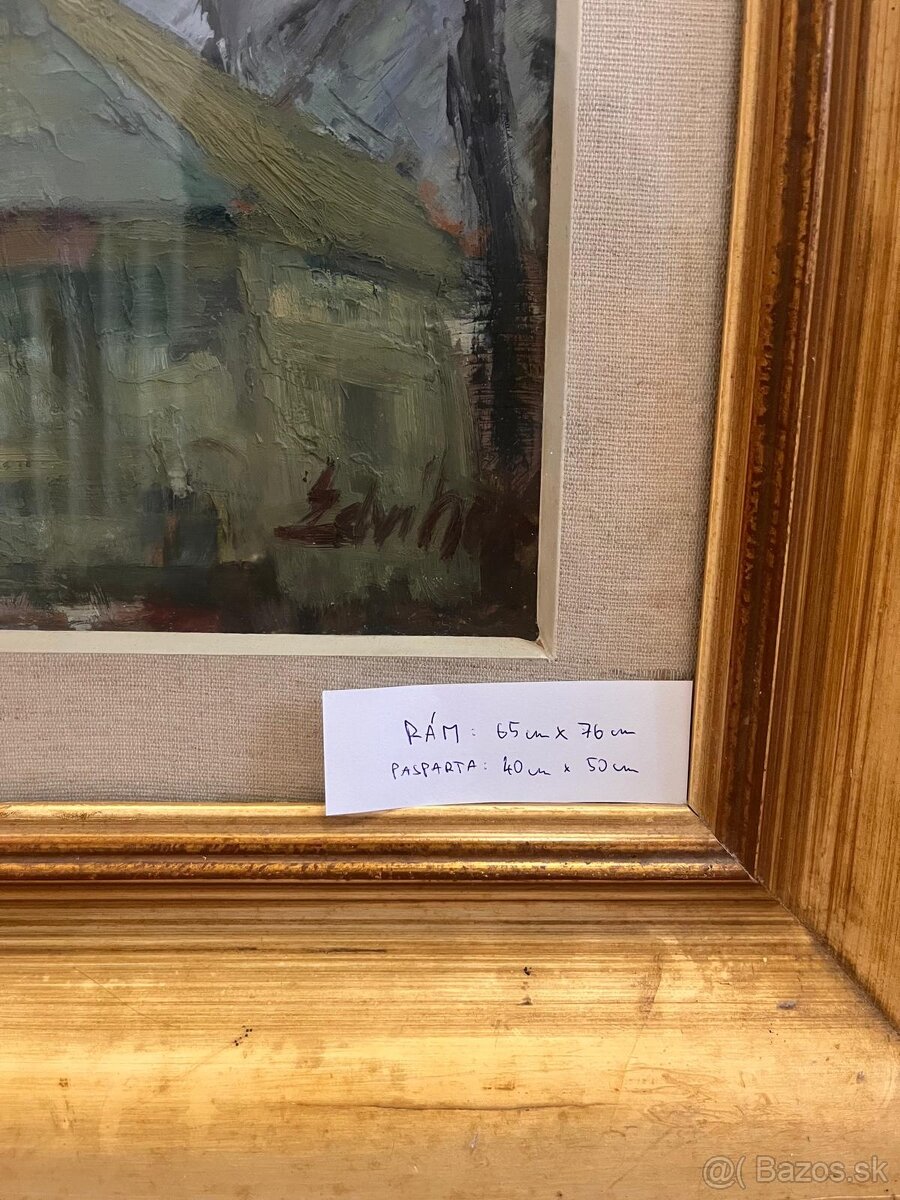 RÁM: 65cm x 76cm
PASPARTA: 40cm x 50cm
@( Bazos.sk